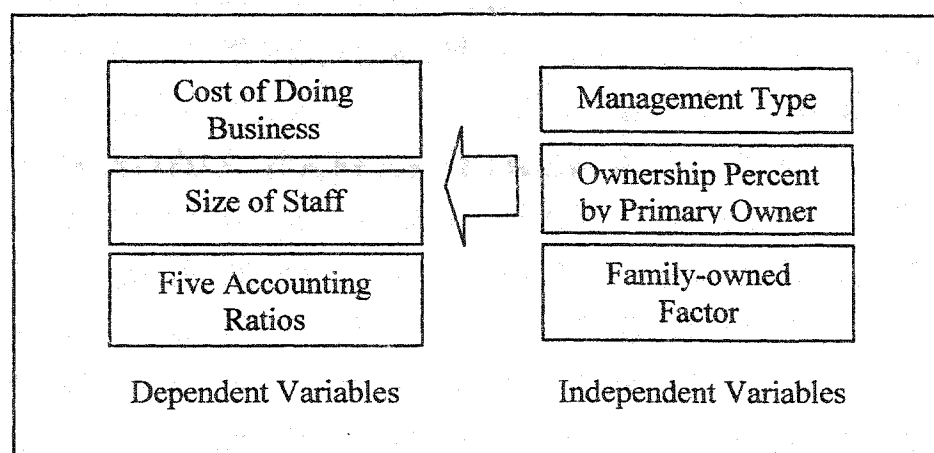 Cost of Doing
Business
Size of Staff
Five Accounting
Ratios
Dependent Variables
Management Type
Ownership Percent
by Primary Owner
Family-owned
Factor
Independent Variables